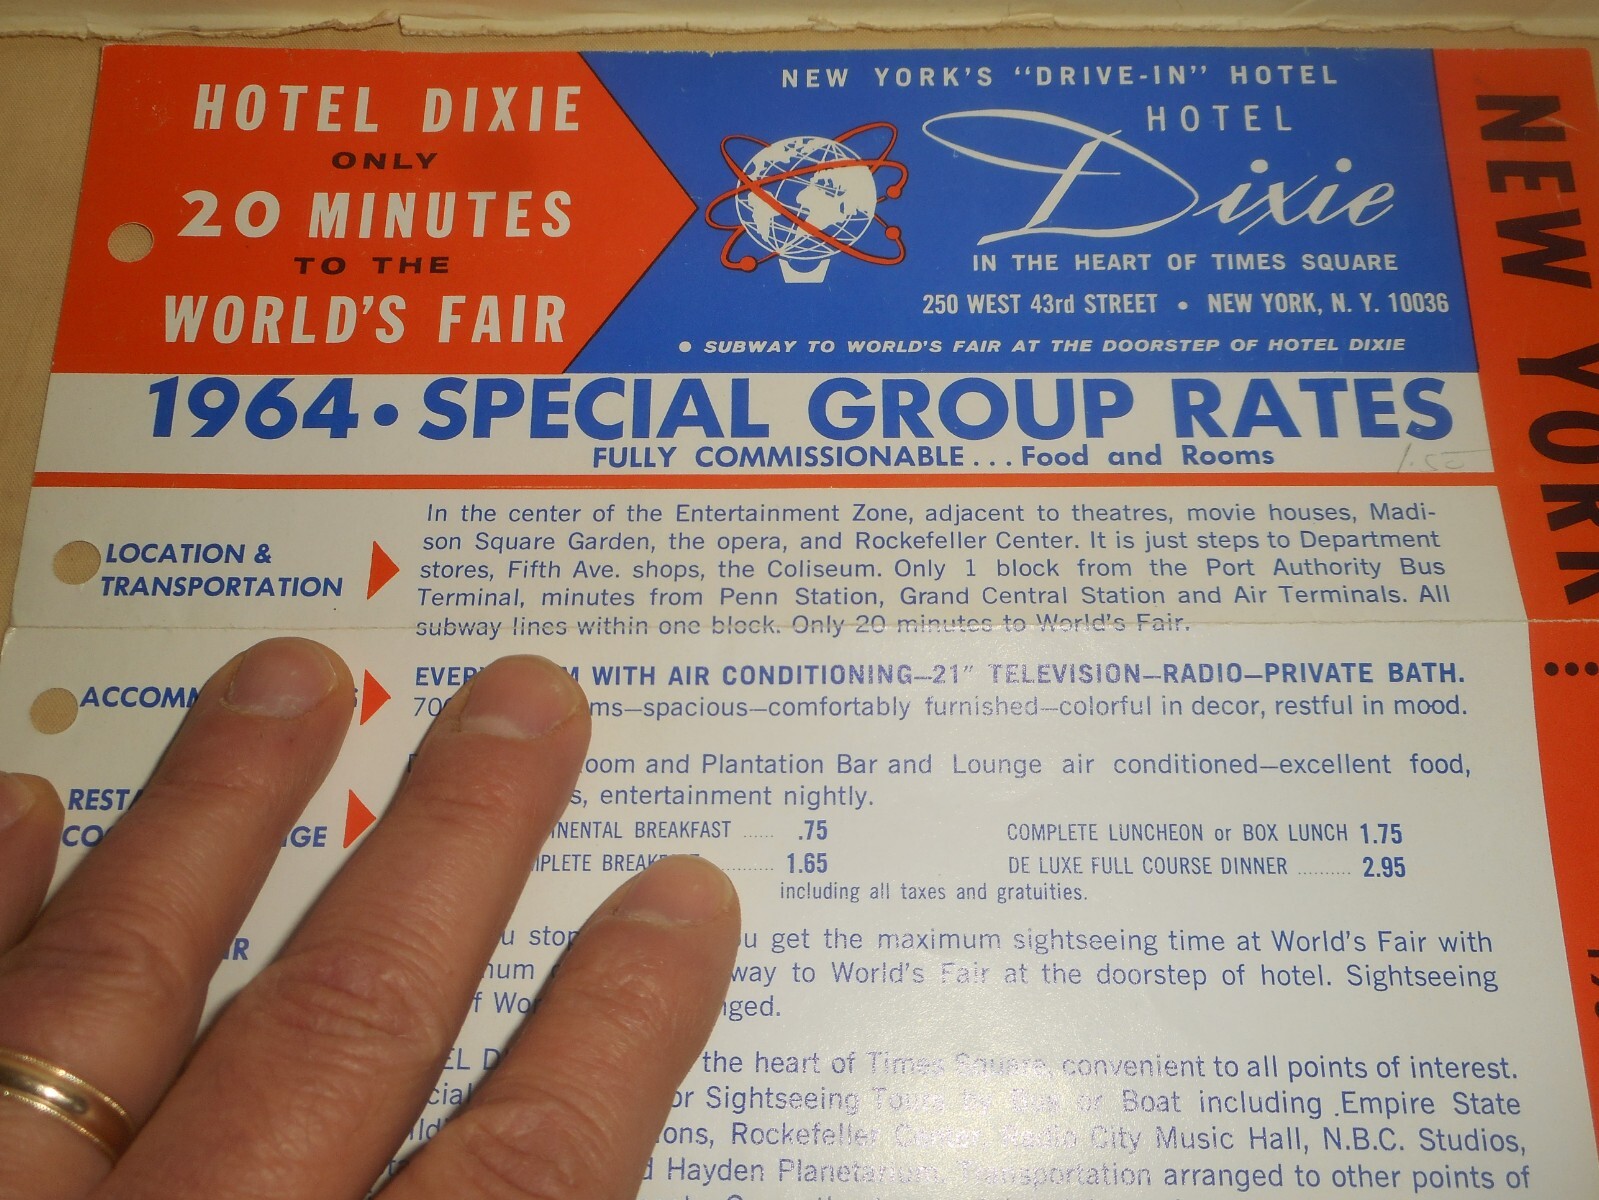 HOTEL DIXIE
ONLY
20 MINUTES
TO THE
WORLD'S FAIR
NEW YORK'S "DRIVE-IN" HOTEL
HOTEL
Dixie
IN THE HEART OF TIMES SQUARE
250 WEST 43rd STREET • NEW YORK, N. Y. 10036
• SUBWAY TO WORLD'S FAIR AT THE DOORSTEP OF HOTEL DIXIE
NEW YORK...
1964 • SPECIAL GROUP RATES
FULLY COMMISSIONABLE...Food and Rooms
LOCATION &
TRANSPORTATION
In the center of the Entertainment Zone, adjacent to theatres, movie houses, Madi-
son Square Garden, the opera, and Rockefeller Center. It is just steps to Department
stores, Fifth Ave. shops, the Coliseum. Only 1 block from the Port Authority Bus
Terminal, minutes from Penn Station, Grand Central Station and Air Terminals. All
subway lines within one block. Only 20 minutes to World's Fair.
WITH AIR CONDITIONING—21" TELEVISION—RADIO—PRIVATE BATH.
—spacious—comfortably furnished—colorful in decor, restful in mood.
and Plantation Bar and Lounge air conditioned—excellent food,
entertainment nightly.
BREAKFAST ...... .75
COMPLETE LUNCHEON or BOX LUNCH 1.75
1.65
DE LUXE FULL COURSE DINNER .......... 2.95
including all taxes and gratuities.
get the maximum sightseeing time at World's Fair with
to World's Fair at the doorstep of hotel. Sightseeing
the heart of Times Square, convenient to all points of interest.
Sightseeing Tours by Bus or Boat including Empire State
Rockefeller Center, Radio City Music Hall, N.B.C. Studios,
Hayden Planetarium. Transportation arranged to other points of